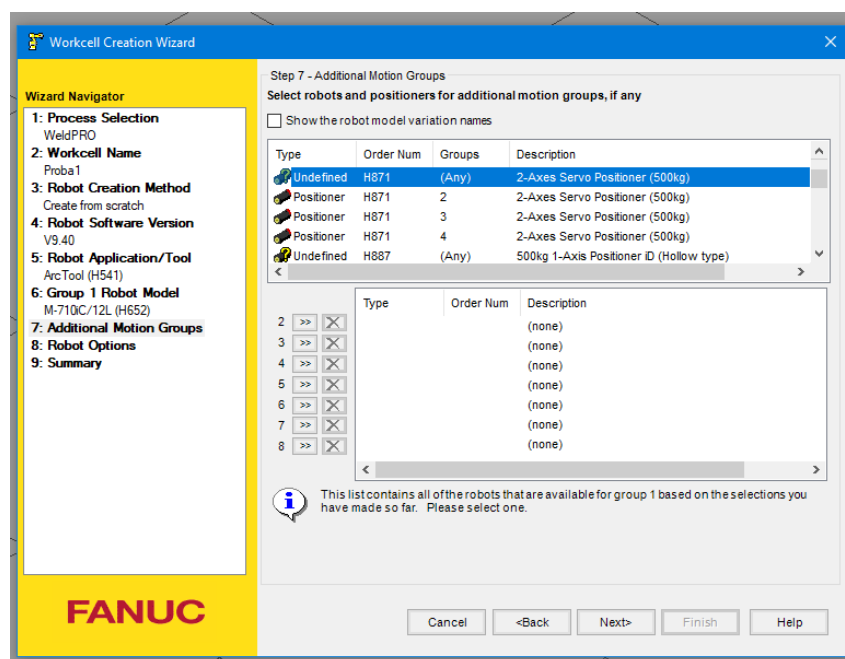 Workcell Creation Wizard
Wizard Navigator
1: Process Selection
WeldPRO
2: Workcell Name
Proba1
3: Robot Creation Method
Create from scratch
4: Robot Software Version
V9.40
5: Robot Application/Tool
ArcTool (H541)
6: Group 1 Robot Model
M-710iC/12L (H652)
7: Additional Motion Groups
8: Robot Options
9: Summary
FANUC
Step 7 - Additional Motion Groups
Select robots and positioners for additional motion groups, if any
Show the robot model variation names
Type Order Num Groups Description
Undefined H871 (Any) 2-Axes Servo Positioner (500kg)
Positioner H871 2 2-Axes Servo Positioner (500kg)
Positioner H871 3 2-Axes Servo Positioner (500kg)
Positioner H871 4 2-Axes Servo Positioner (500kg)
Undefined H887 (Any) 500kg 1-Axis Positioner iD (Hollow type)
Type Order Num Description
2 >> (none)
3 >> (none)
4 >> (none)
5 >> (none)
6 >> (none)
7 >> (none)
8 >> (none)
This list contains all of the robots that are available for group 1 based on the selections you
have made so far. Please select one.
Cancel <Back Next> Finish Help